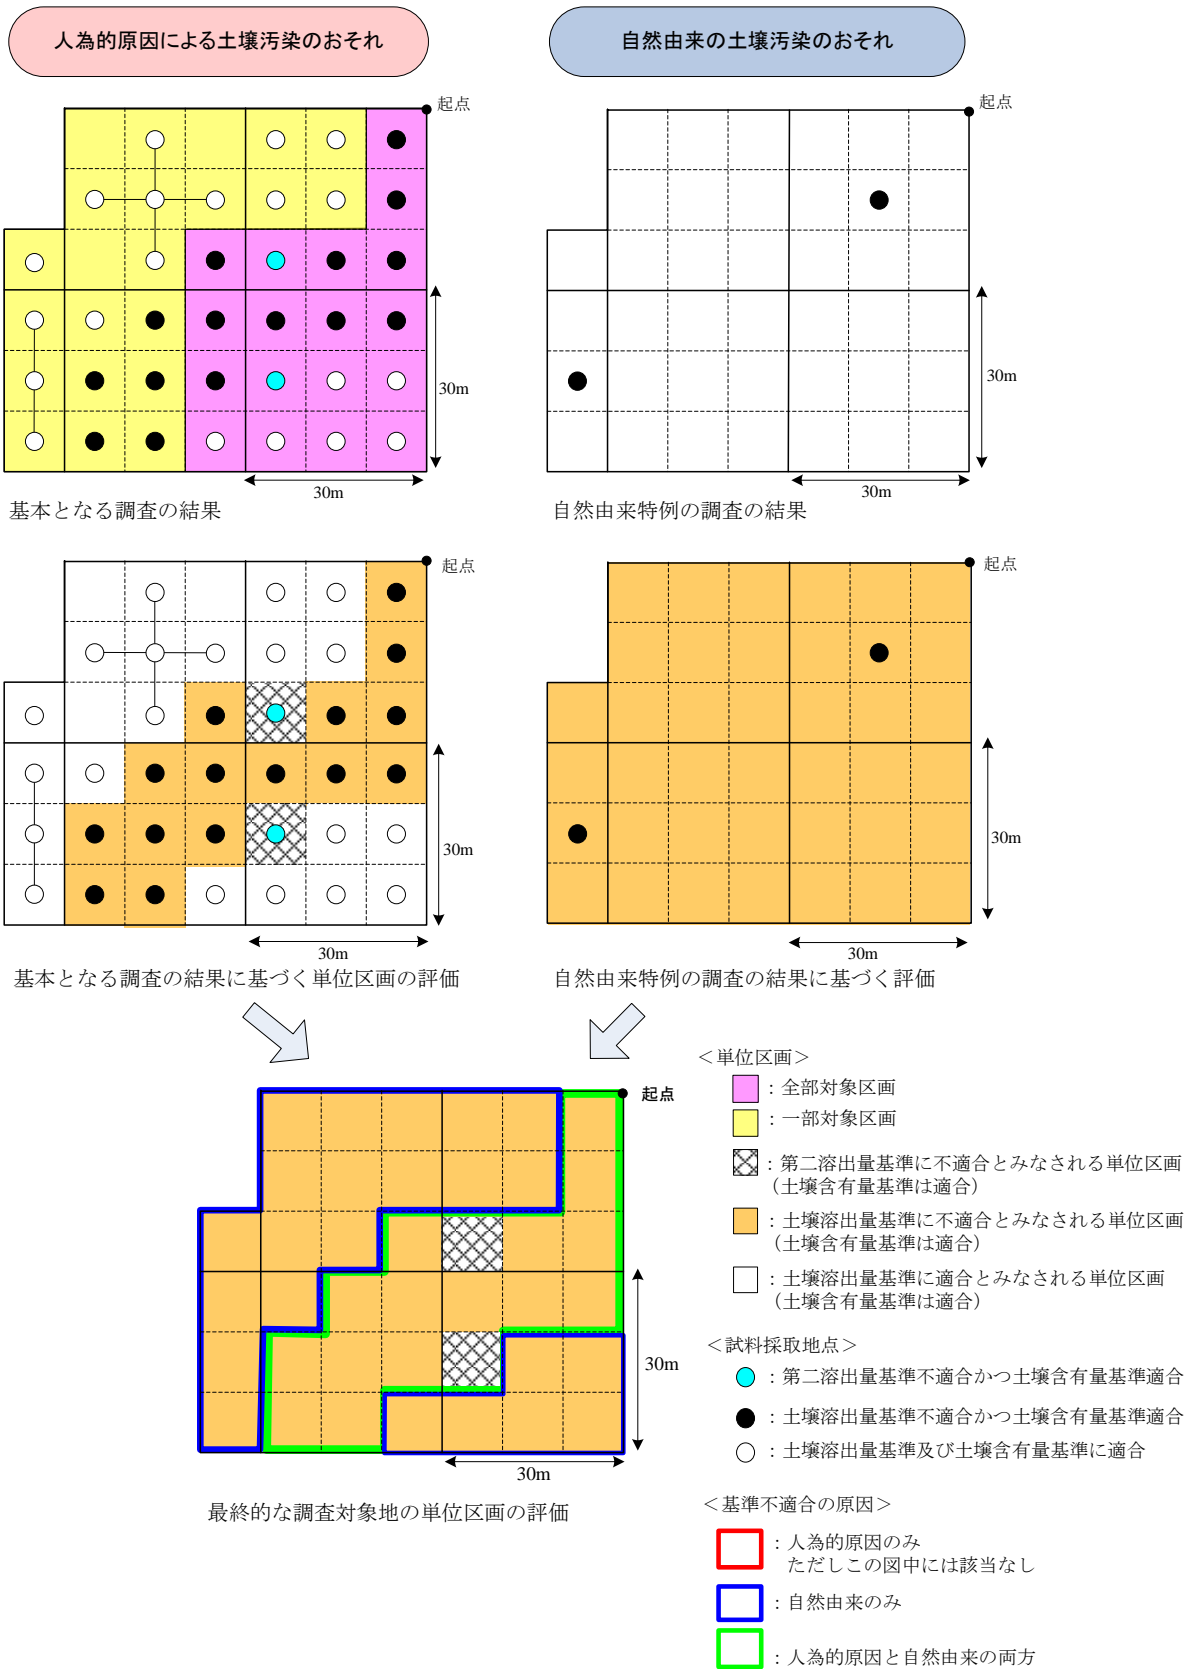 人為的原因による土壌汚染のおそれ
自然由来の土壌汚染のおそれ
起点
起点
30m
30m
30m
30m
基本となる調査の結果
自然由来特例の調査の結果
起点
起点
30m
30m
30m
30m
基本となる調査の結果に基づく単位区画の評価
自然由来特例の調査の結果に基づく評価
起点
30m
30m
最終的な調査対象地の単位区画の評価
＜単位区画＞
：全部対象区画
：一部対象区画
：第二溶出量基準に不適合とみなされる単位区画
（土壌含有量基準は適合）
：土壌溶出量基準に不適合とみなされる単位区画
（土壌含有量基準は適合）
：土壌溶出量基準に適合とみなされる単位区画
（土壌含有量基準は適合）
＜試料採取地点＞
：第二溶出量基準不適合かつ土壌含有量基準適合
：土壌溶出量基準不適合かつ土壌含有量基準適合
：土壌溶出量基準及び土壌含有量基準に適合
＜基準不適合の原因＞
：人為的原因のみ
ただしこの図中には該当なし
：自然由来のみ
：人為的原因と自然由来の両方